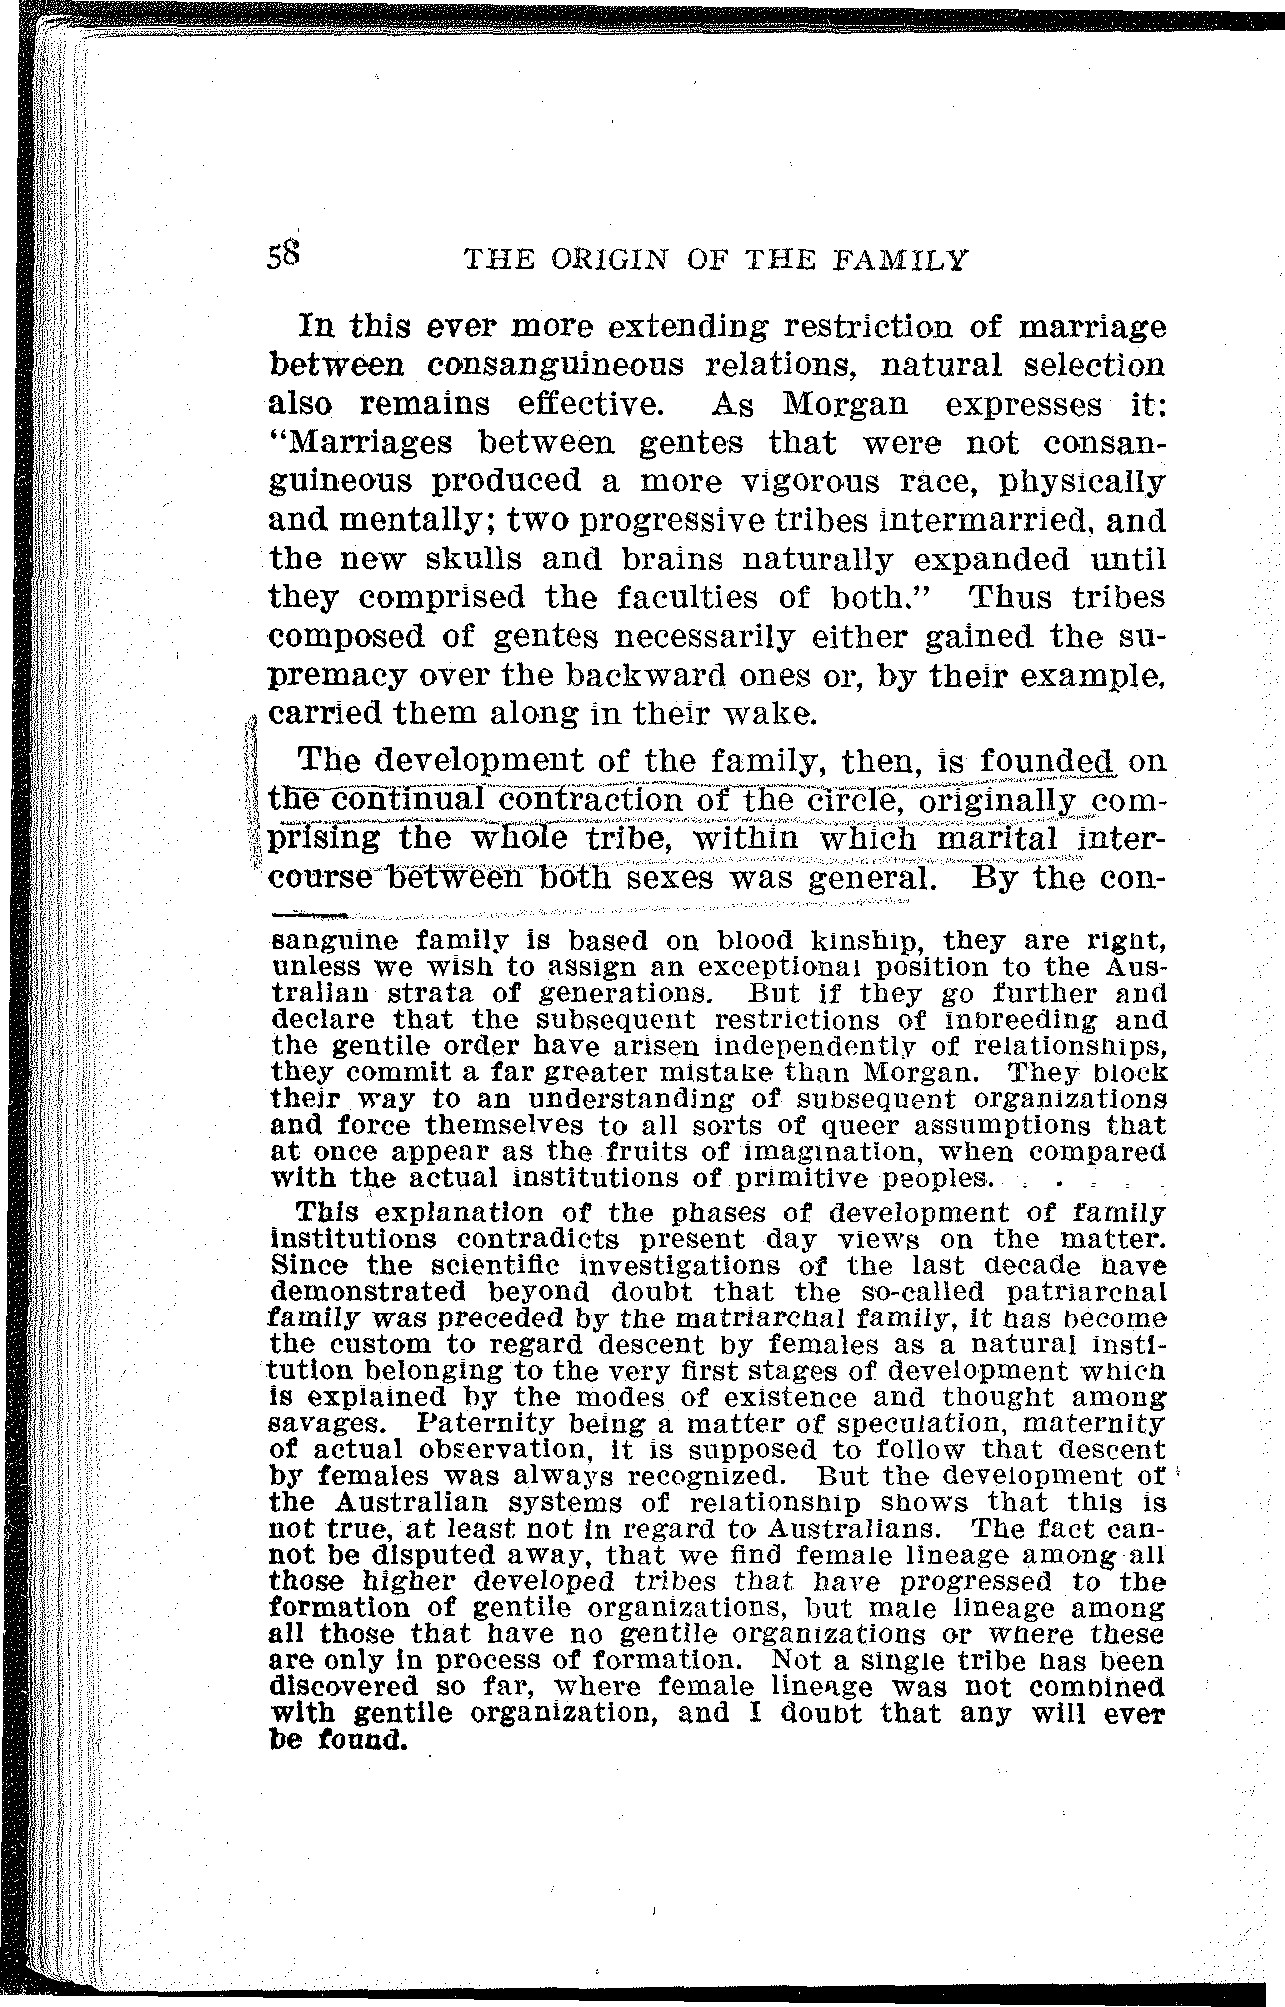 58 THE ORIGIN OF THE FAMILY
In this ever more extending restriction of marriage
between consanguineous relations, natural selection
also remains effective. As Morgan expresses it:
“Marriages between gentes that were not consan-
guineous produced a more vigorous race, physically
and mentally; two progressive tribes intermarried, and
the new skulls and brains naturally expanded until
they comprised the faculties of both.” Thus tribes
composed of gentes necessarily either gained the su-
premacy over the backward ones or, by their example,
carried them along in their wake.
The development of the family, then, is founded on
the continual contraction of the circle, originally com-
prising the whole tribe, within which marital inter-
course between both sexes was general. By the con-
sanguine family is based on blood kinship, they are right,
unless we wish to assign an exceptional position to the Aus-
tralian strata of generations. But if they go further and
declare that the subsequent restrictions of inbreeding and
the gentile order have arisen independently of relationships,
they commit a far greater mistake than Morgan. They block
their way to an understanding of subsequent organizations
and force themselves to all sorts of queer assumptions that
at once appear as the fruits of imagination, when compared
with the actual institutions of primitive peoples. . . . .
This explanation of the phases of development of family
institutions contradicts present day views on the matter.
Since the scientific investigations of the last decade have
demonstrated beyond doubt that the so-called patriarchal
family was preceded by the matriarchal family, it has become
the custom to regard descent by females as a natural insti-
tution belonging to the very first stages of development which
is explained by the modes of existence and thought among
savages. Paternity being a matter of speculation, maternity
of actual observation, it is supposed to follow that descent
by females was always recognized. But the development of
the Australian systems of relationship shows that this is
not true, at least not in regard to Australians. The fact can-
not be disputed away, that we find female lineage among all
those higher developed tribes that have progressed to the
formation of gentile organizations, but male lineage among
all those that have no gentile organizations or where these
are only in process of formation. Not a single tribe has been
discovered so far, where female lineage was not combined
with gentile organization, and I doubt that any will ever
be found.